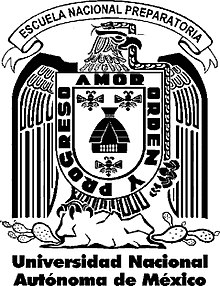 ESCUELA NACIONAL PREPARATORIA
AMOR
ORDEN
Y PROGRESO
Universidad Nacional
Autónoma de México